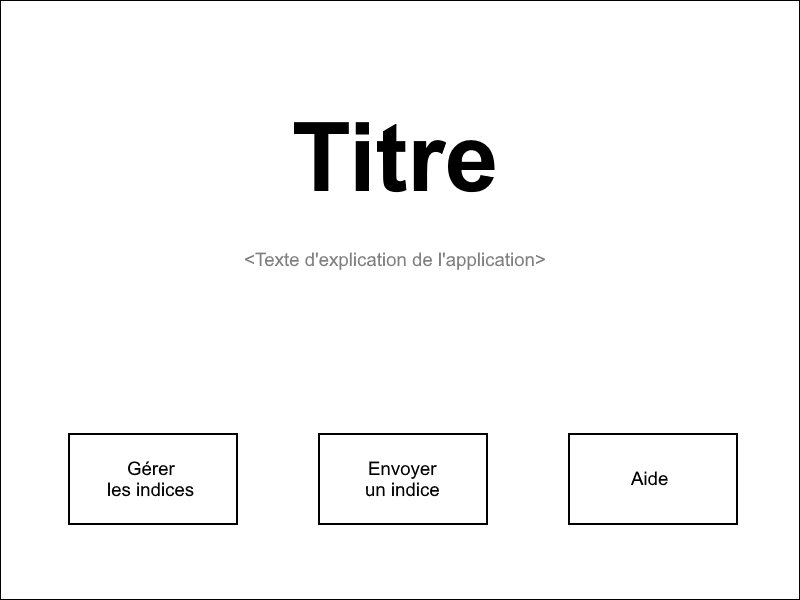 Titre
<Texte d'explication de l'application>
Gérer
les indices
Envoyer
un indice
Aide